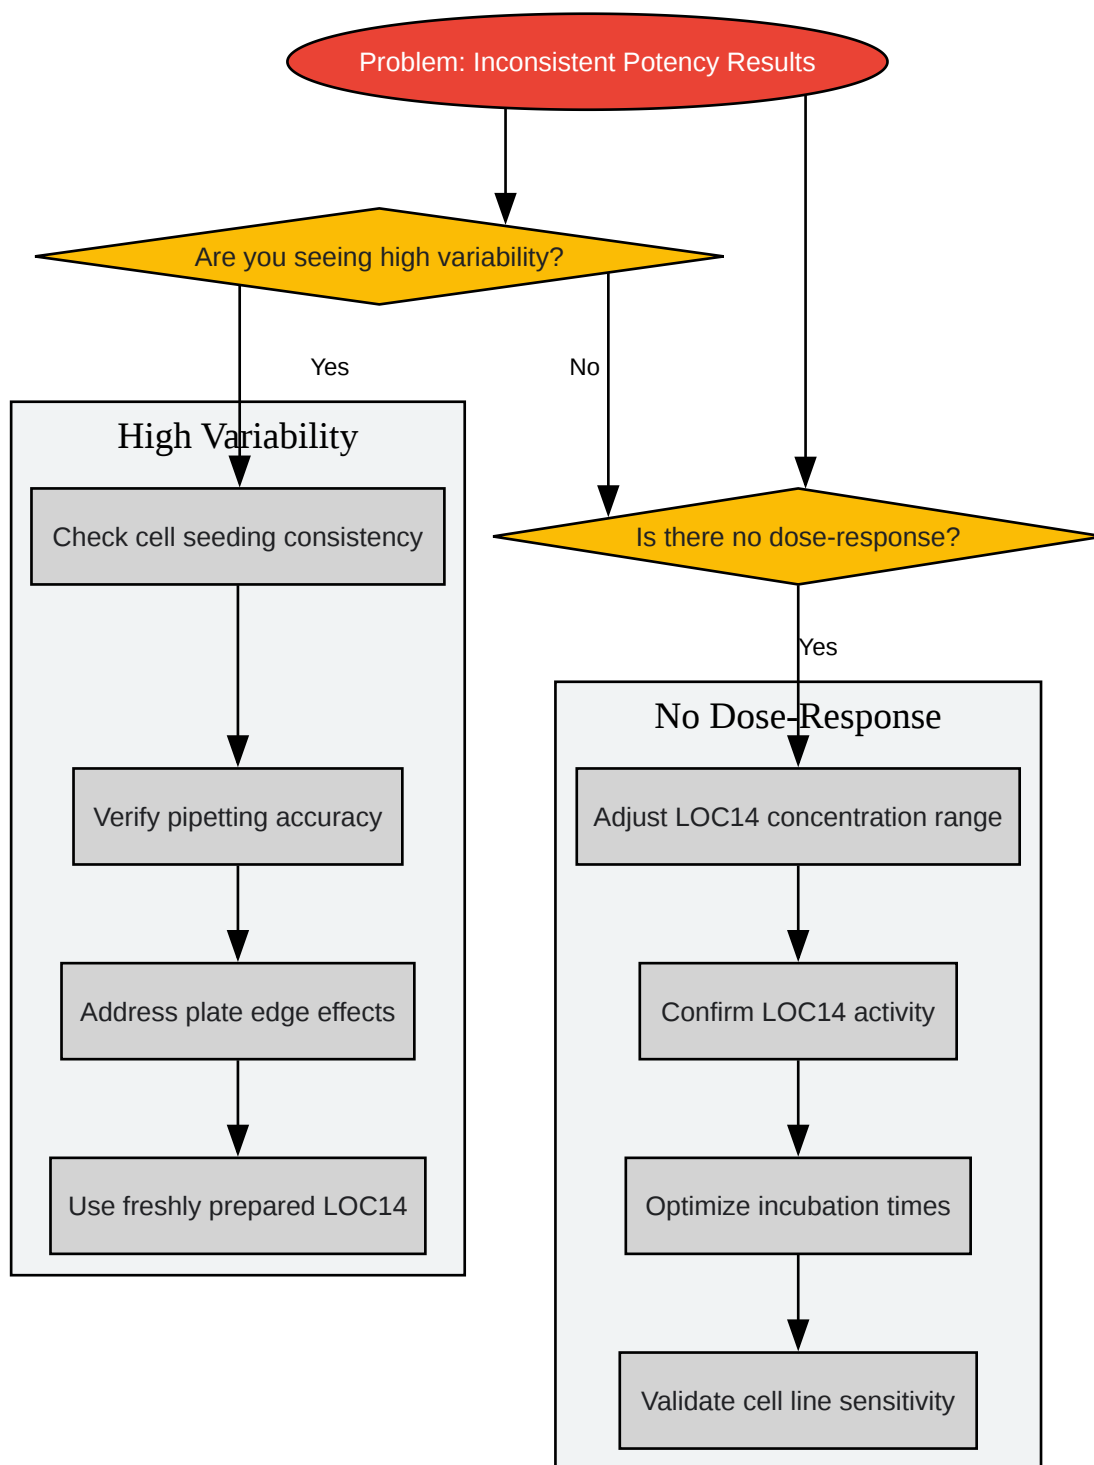 Problem: Inconsistent Potency Results
Are you seeing high variability?
Yes
No
High Variability
Check cell seeding consistency
Is there no dose-response?
Yes
No Dose-Response
Verify pipetting accuracy
Adjust LOC14 concentration range
Address plate edge effects
Confirm LOC14 activity
Use freshly prepared LOC14
Optimize incubation times
Validate cell line sensitivity